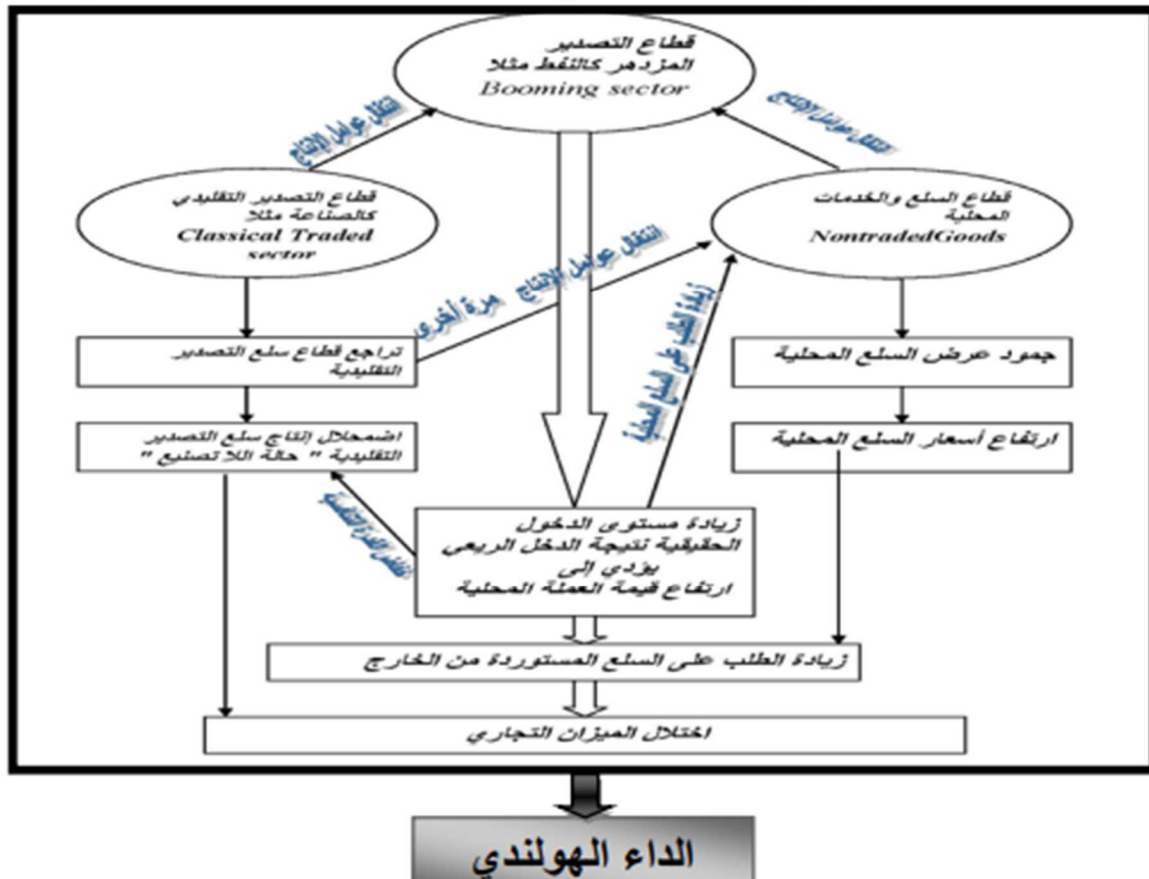 قطاع التصدير
المزدهر كالنفط مثلا
Booming sector
انتقال عوامل الإنتاج
انتقال عوامل الإنتاج
قطاع التصدير التقليدي
كالصناعة مثلا
Classical Traded
sector
قطاع السلع والخدمات
المحلية
NontradedGoods
انتقال عوامل الإنتاج مرة أخرى
زيادة الطلب على السلع المحلية
تراجع قطاع سلع التصدير
التقليدية
جمود عرض السلع المحلية
اضمحلال إنتاج سلع التصدير
التقليدية " حالة اللاتصنيع "
ارتفاع أسعار السلع المحلية
القدرة التنافسية
زيادة مستوى الدخول
الحقيقية نتيجة الدخل الريعي
يؤدي إلى
ارتفاع قيمة العملة المحلية
زيادة الطلب على السلع المستوردة من الخارج
اختلال الميزان التجاري
الداء الهولندي